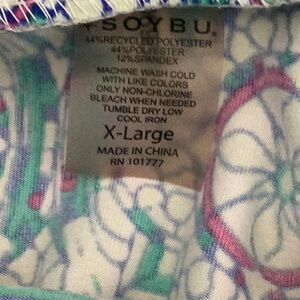 SOYBU.
44% RECYCLED POLYESTER
44% POLYESTER
12% SPANDEX
MACHINE WASH COLD
WITH LIKE COLORS
ONLY NON-CHLORINE
BLEACH WHEN NEEDED
TUMBLE DRY LOW
COOL IRON
X-Large
MADE IN CHINA
RN 101777